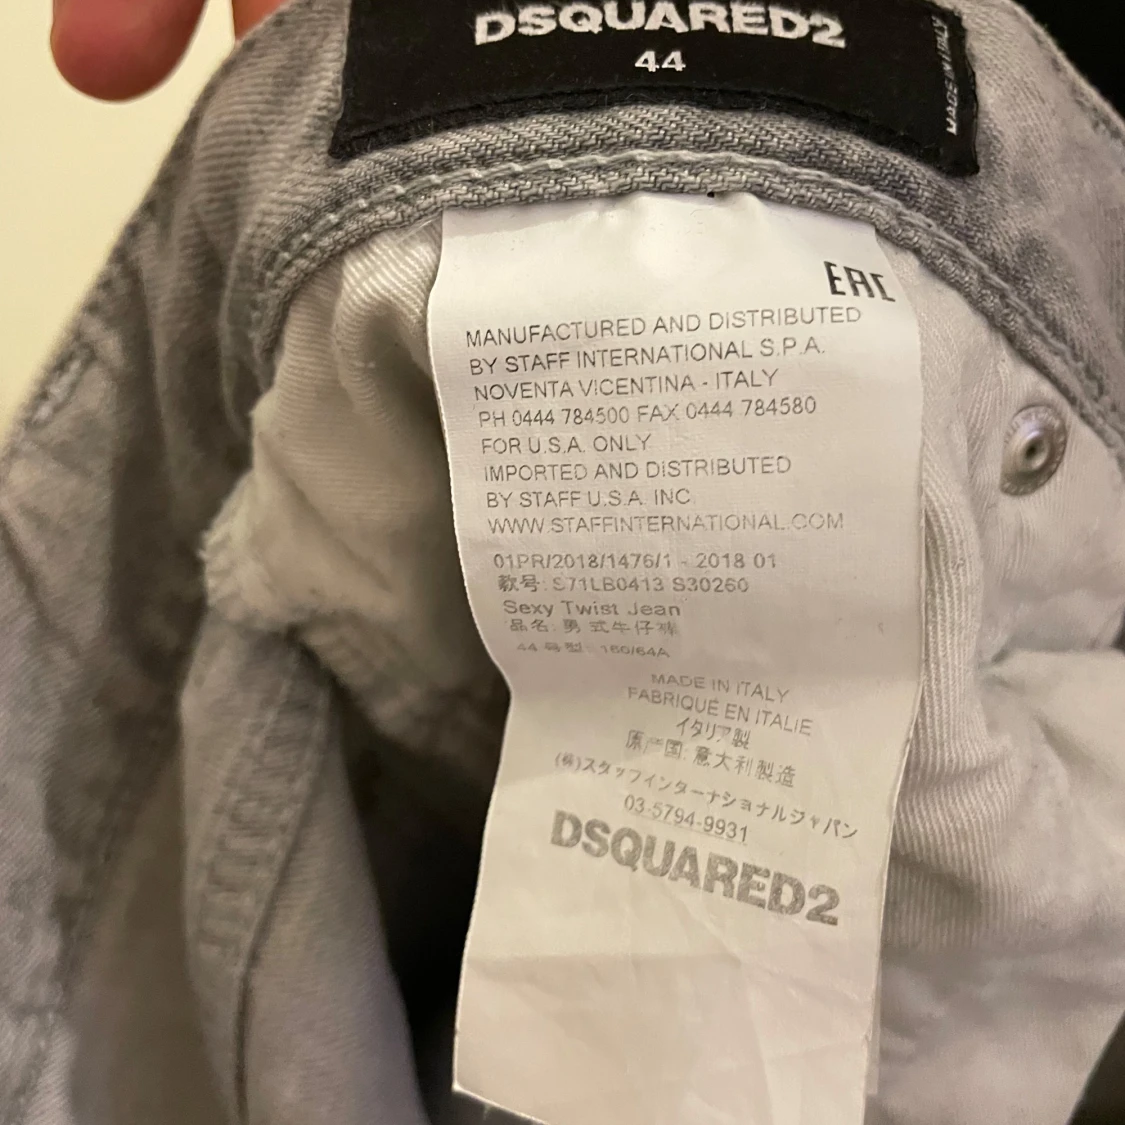 DSQUARED2
44
MADE IN ITALY
EAC
MANUFACTURED AND DISTRIBUTED
BY STAFF INTERNATIONAL S.P.A.
NOVENTA VICENTINA - ITALY
PH 0444 784500 FAX 0444 784580
FOR U.S.A. ONLY
IMPORTED AND DISTRIBUTED
BY STAFF U.S.A. INC.
WWW.STAFFINTERNATIONAL.COM
01PR/2018/1476/1 - 2018 01
款号: S71LB0413 S30260
Sexy Twist Jean
品名: 男式牛仔裤
44 号型: 160/64A
MADE IN ITALY
FABRIQUÉ EN ITALIE
イタリア製
原产国: 意大利製造
(株)スタッフインターナショナルジャパン
03-5794-9931
DSQUARED2